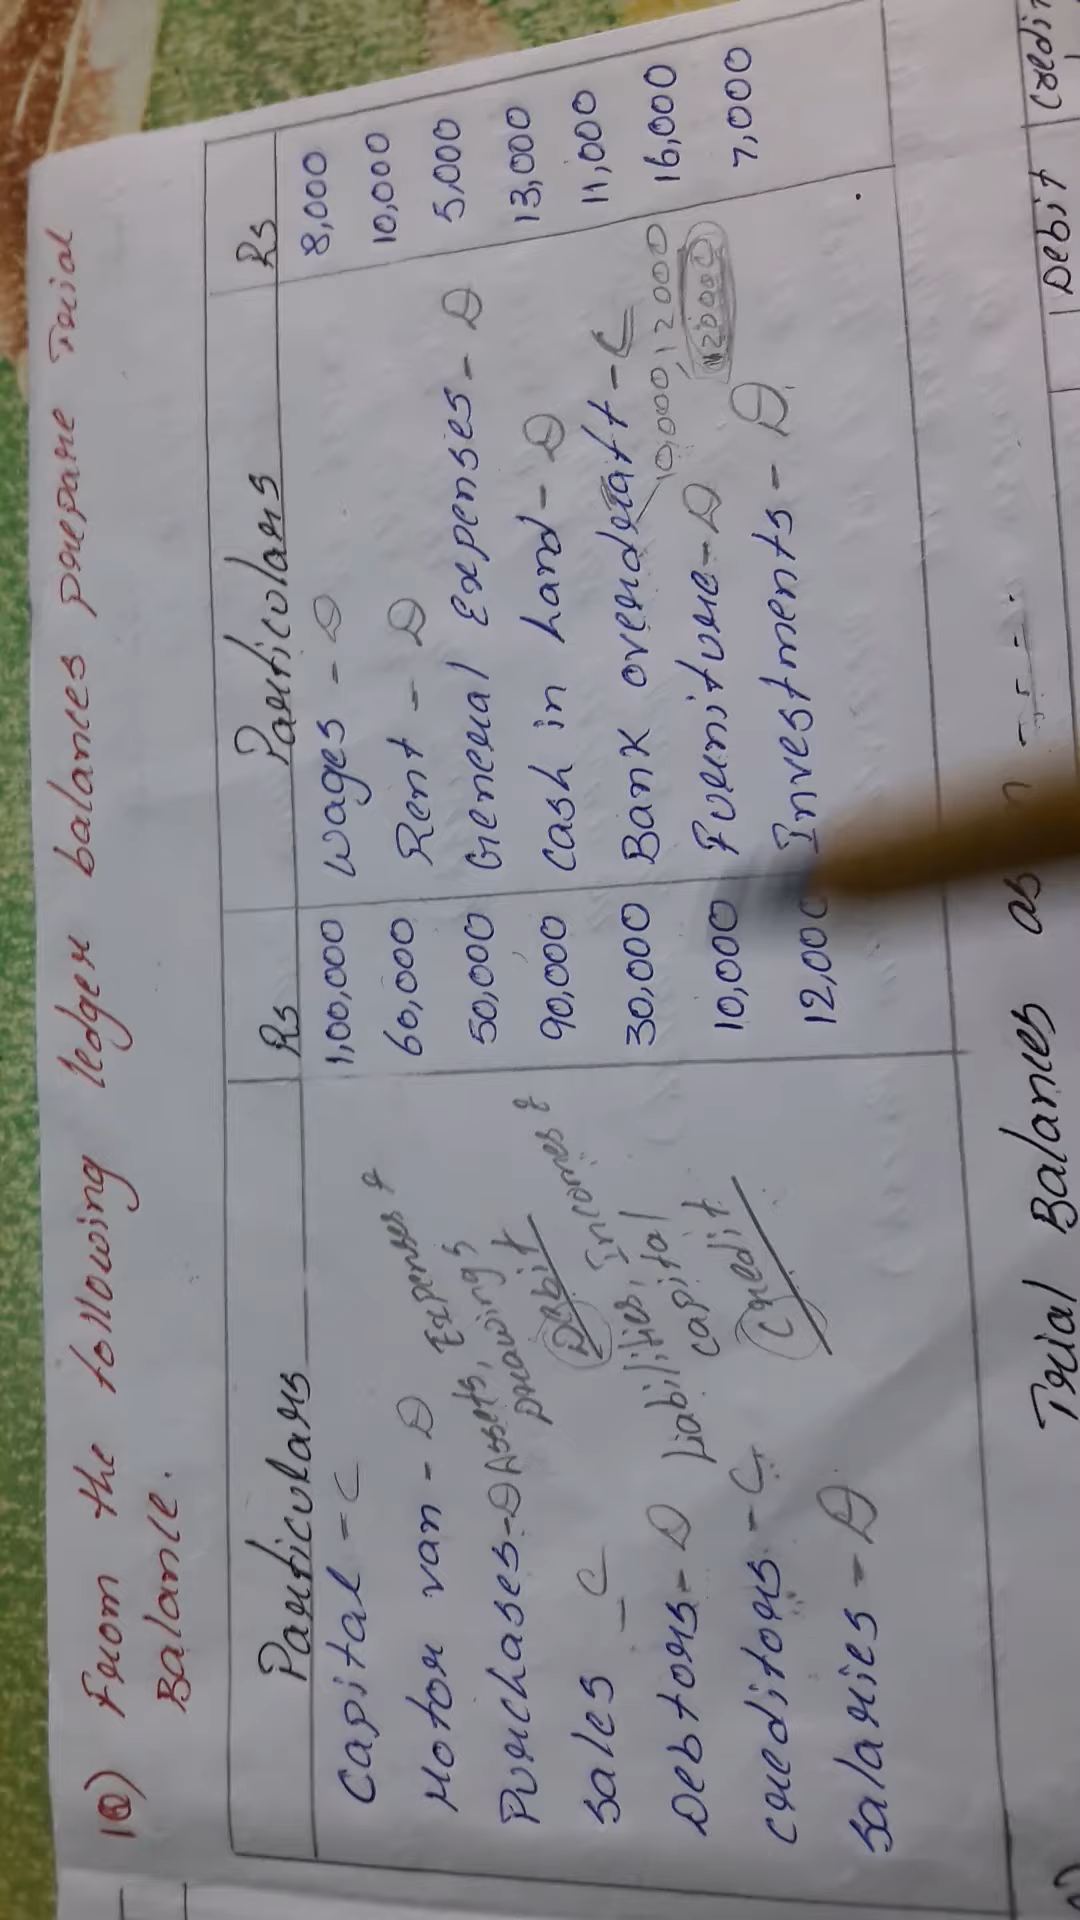 1Q) From the following ledger balances prepare Trial
Balance.
Particulars Rs Particulars Rs
Capital - C 1,00,000 Wages - D 8,000
Motor van - D 60,000 Rent - D 10,000
Purchases - D 50,000 General Expenses - D 5,000
Sales - C 90,000 Cash in hand - D 13,000
Debtors - D 30,000 Bank overdraft - C 11,000
Creditors - C 10,000 Furniture - D 16,000
Salaries - D 12,000 Investments - D 7,000
Assets, Expenses &
Drawings
Debit
Liabilities, Incomes &
capital
Credit
10,000, 12000
20000
Trial Balances as
Debit Credit